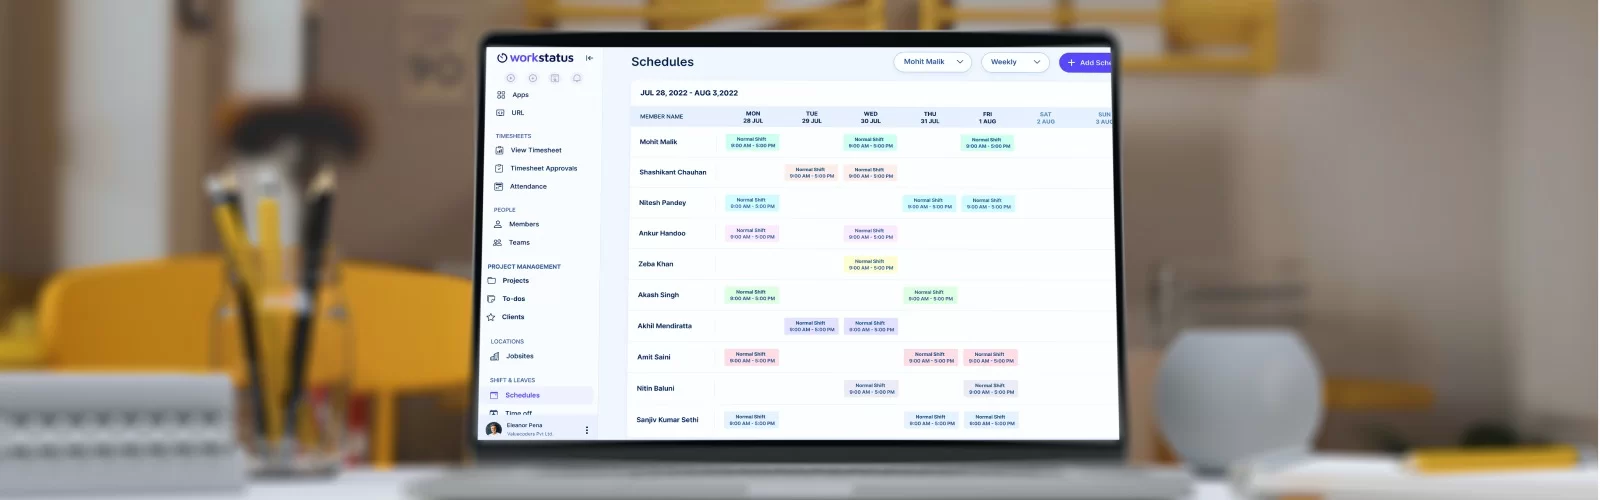 workstatus
Schedules
Mohit Malik
Weekly
+ Add Sche
Apps
URL
TIMESHEETS
View Timesheet
Timesheet Approvals
Attendance
PEOPLE
Members
Teams
PROJECT MANAGEMENT
Projects
To-dos
Clients
LOCATIONS
Jobsites
SHIFT & LEAVES
Schedules
Time off
Eleanor Pena
JUL 28, 2022 - AUG 3,2022
MEMBER NAME
MON
28 JUL
TUE
29 JUL
WED
30 JUL
THU
31 JUL
FRI
1 AUG
SAT
2 AUG
SUN
3 AUG
Mohit Malik
Normal Shift
9:00 AM - 5:00 PM
Normal Shift
9:00 AM - 5:00 PM
Normal Shift
9:00 AM - 5:00 PM
Shashikant Chauhan
Normal Shift
9:00 AM - 5:00 PM
Normal Shift
9:00 AM - 5:00 PM
Nitesh Pandey
Normal Shift
9:00 AM - 5:00 PM
Normal Shift
9:00 AM - 5:00 PM
Normal Shift
9:00 AM - 5:00 PM
Ankur Handoo
Normal Shift
9:00 AM - 5:00 PM
Normal Shift
9:00 AM - 5:00 PM
Zeba Khan
Normal Shift
9:00 AM - 5:00 PM
Akash Singh
Normal Shift
9:00 AM - 5:00 PM
Normal Shift
9:00 AM - 5:00 PM
Akhil Mendiratta
Normal Shift
9:00 AM - 5:00 PM
Normal Shift
9:00 AM - 5:00 PM
Amit Saini
Normal Shift
9:00 AM - 5:00 PM
Normal Shift
9:00 AM - 5:00 PM
Normal Shift
9:00 AM - 5:00 PM
Nitin Baluni
Normal Shift
9:00 AM - 5:00 PM
Normal Shift
9:00 AM - 5:00 PM
Sanjiv Kumar Sethi
Normal Shift
9:00 AM - 5:00 PM
Normal Shift
9:00 AM - 5:00 PM
Normal Shift
9:00 AM - 5:00 PM